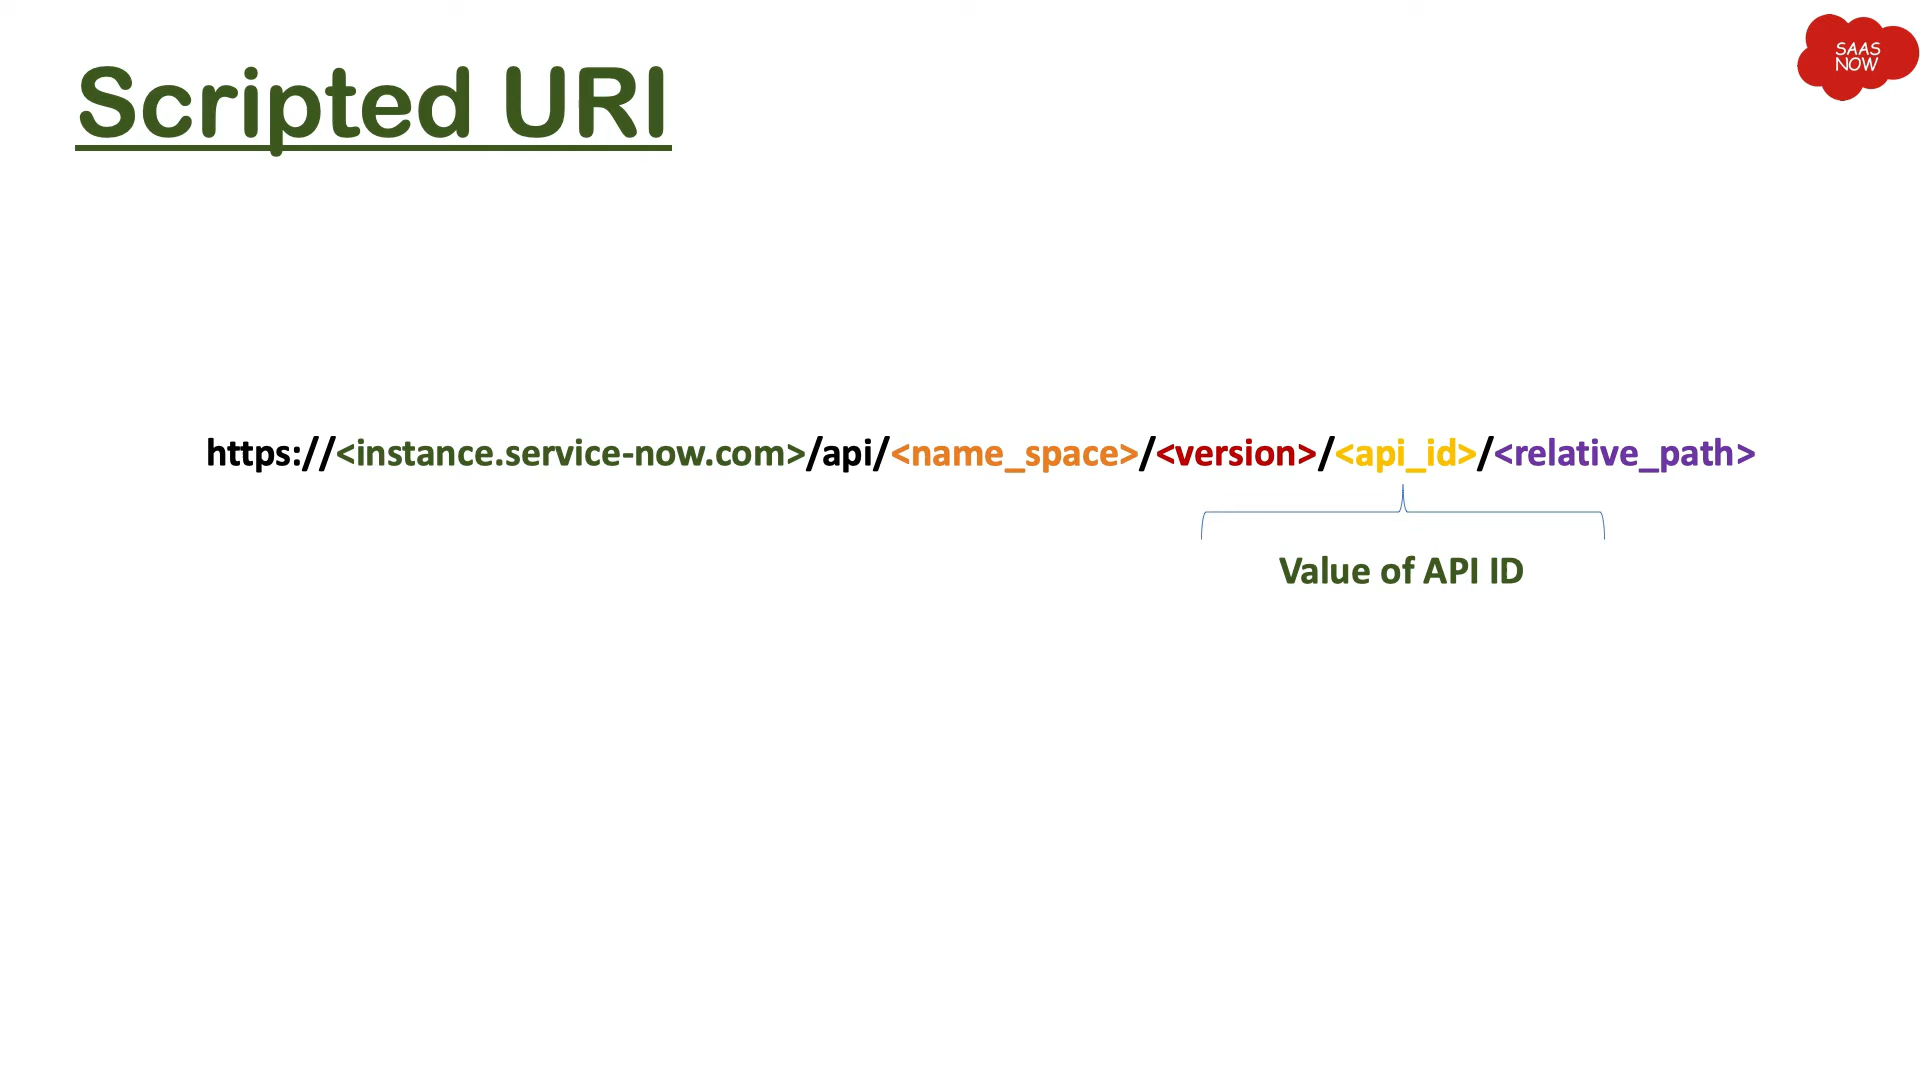 Scripted URI
SAAS
NOW
https://<instance.service-now.com>/api/<name_space>/<version>/<api_id>/<relative_path>
Value of API ID